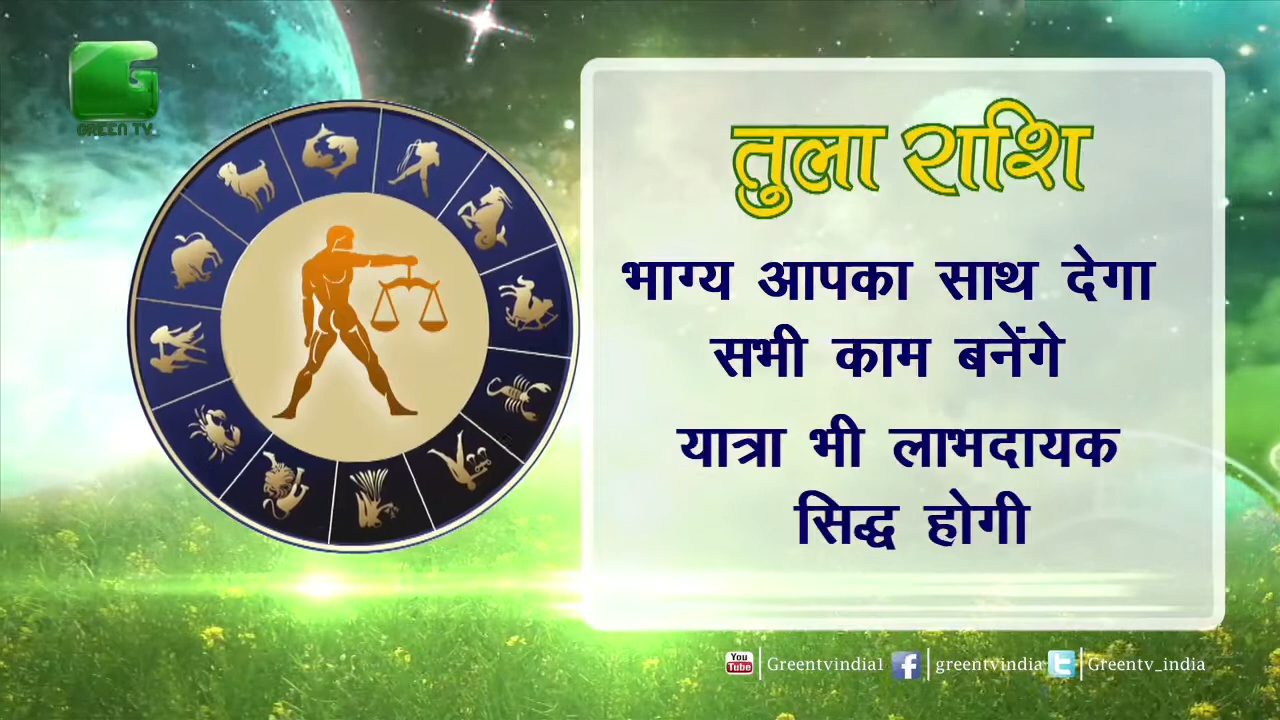 GREEN TV
तुला राशि
भाग्य आपका साथ देगा
सभी काम बनेंगे
यात्रा भी लाभदायक
सिद्ध होगी
You Tube Greentvindia1 f greentvindia t Greentv_india